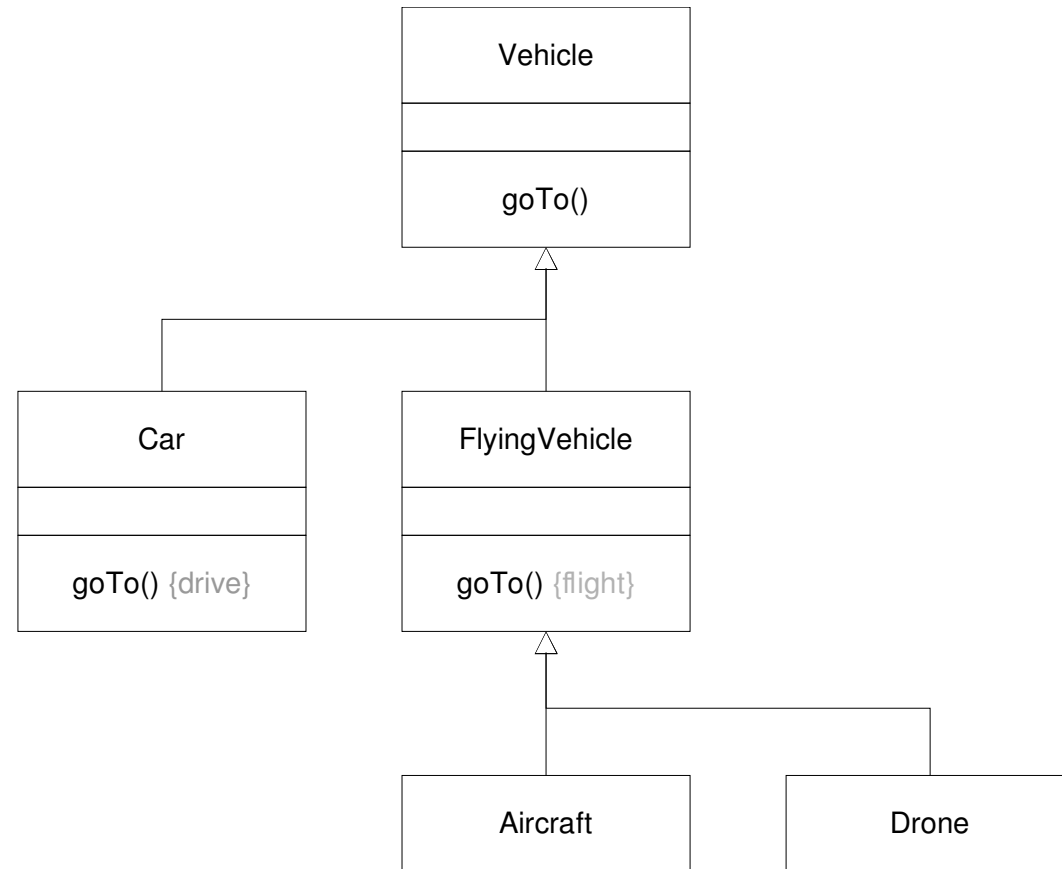 Vehicle
goTo()
Car
FlyingVehicle
goTo() {drive}
goTo() {flight}
Aircraft
Drone